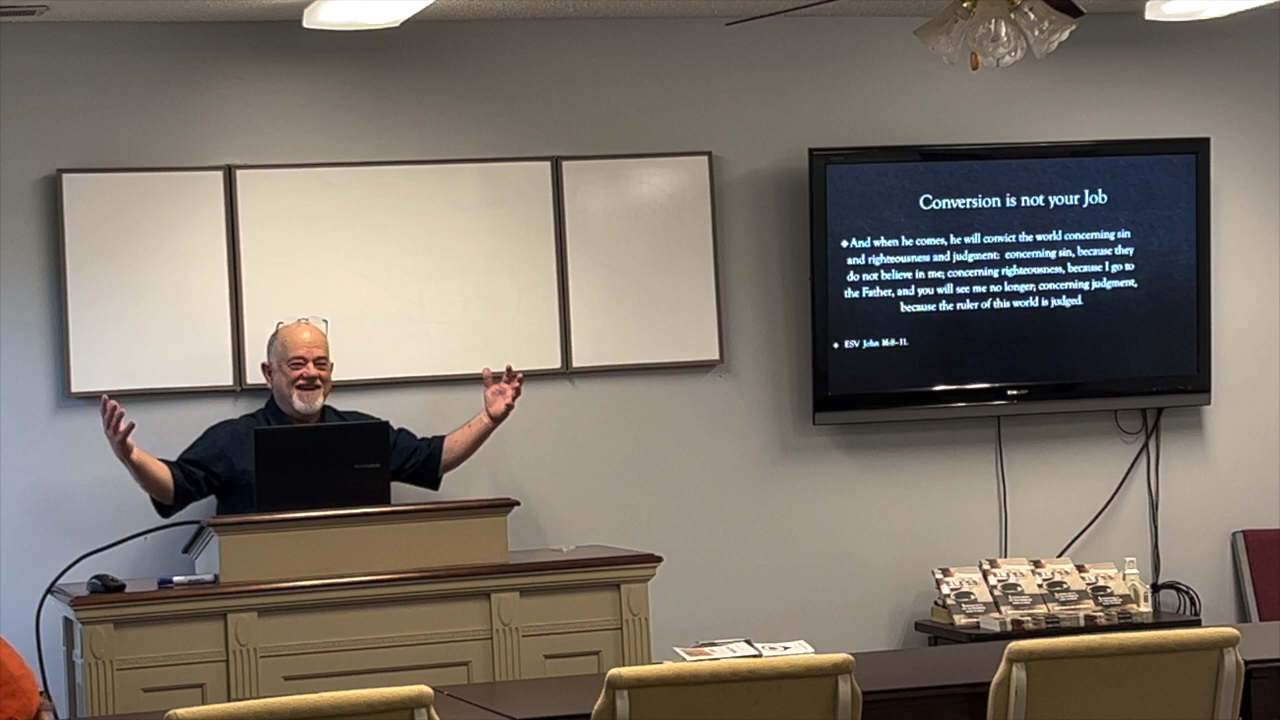 Conversion is not your Job
❖ And when he comes, he will convict the world concerning sin
and righteousness and judgment: concerning sin, because they
do not believe in me; concerning righteousness, because I go to
the Father, and you will see me no longer; concerning judgment,
because the ruler of this world is judged.
❖ ESV John 16:8–11.